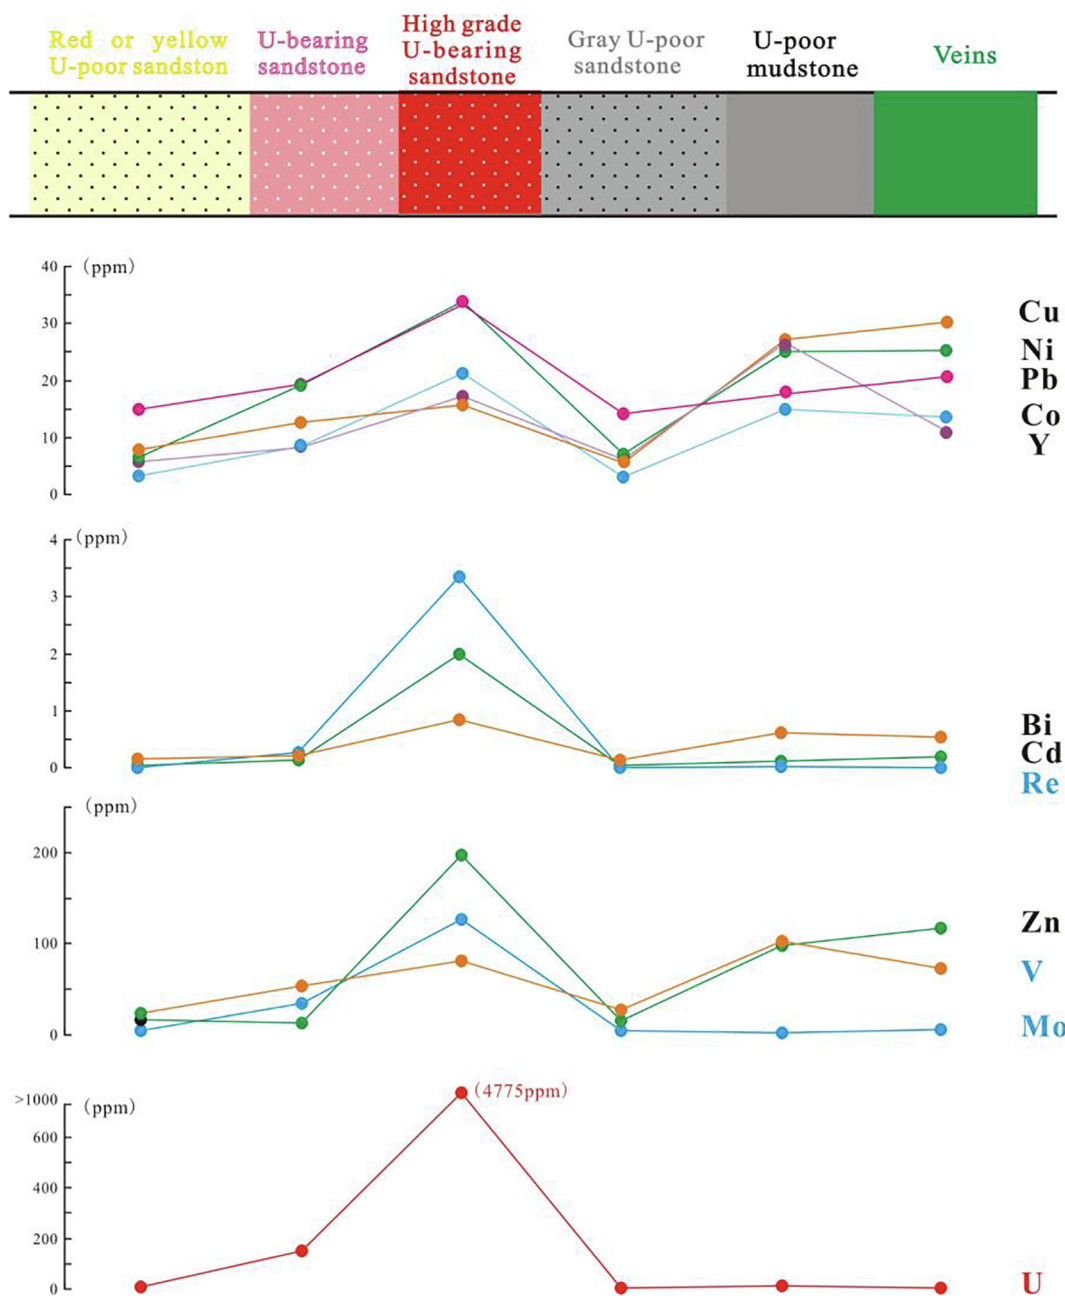 Red or yellow
U-poor sandston
U-bearing
sandstone
High grade
U-bearing
sandstone
Gray U-poor
sandstone
U-poor
mudstone
Veins
40 (ppm)
30
20
10
0
Cu
Ni
Pb
Co
Y
4 (ppm)
3
2
1
0
Bi
Cd
Re
(ppm)
200
100
0
Zn
V
Mo
>1000 (ppm)
600
400
200
0
(4775ppm)
U